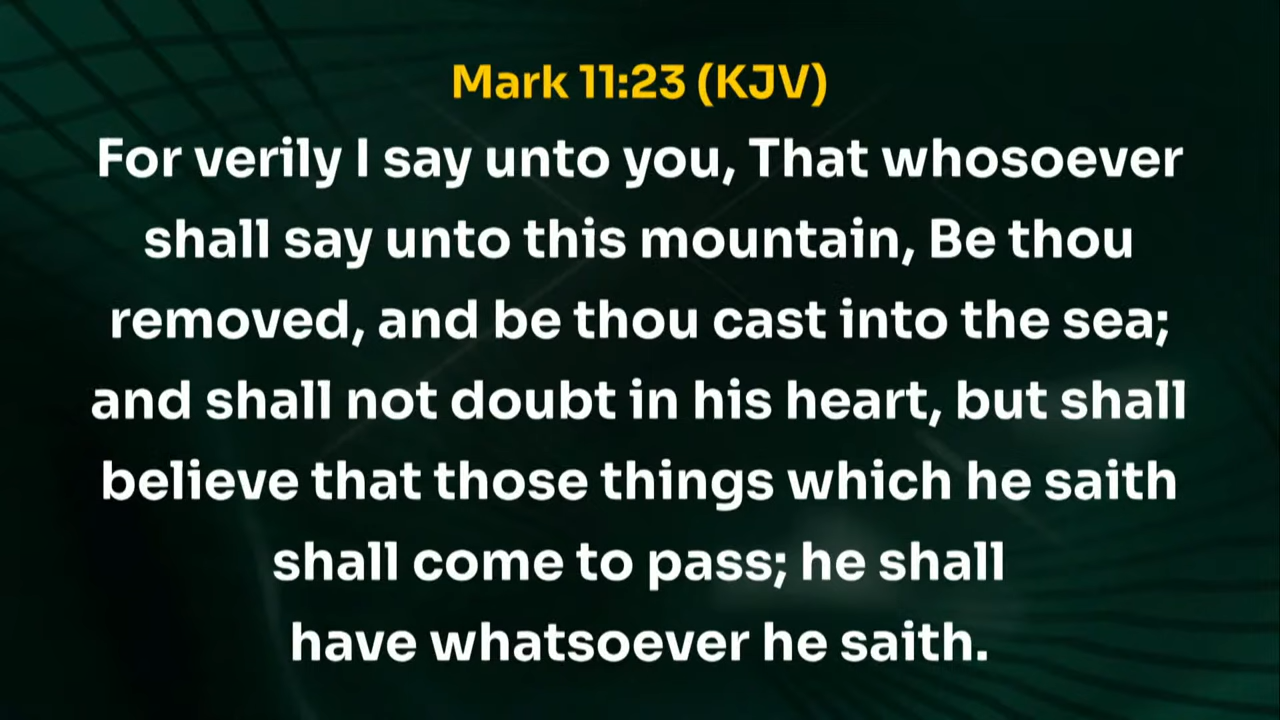 Mark 11:23 (KJV)
For verily I say unto you, That whosoever
shall say unto this mountain, Be thou
removed, and be thou cast into the sea;
and shall not doubt in his heart, but shall
believe that those things which he saith
shall come to pass; he shall
have whatsoever he saith.